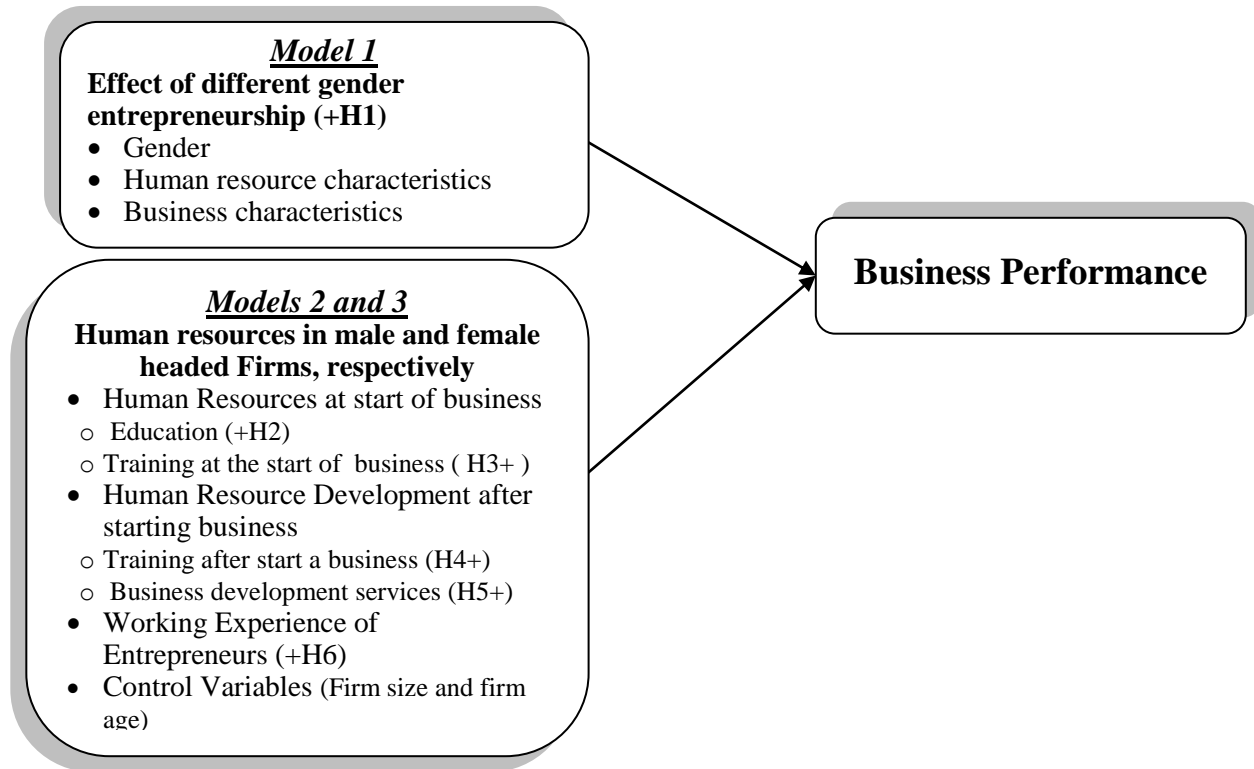 Model 1
Effect of different gender
entrepreneurship (+H1)
• Gender
• Human resource characteristics
• Business characteristics
Business Performance
Models 2 and 3
Human resources in male and female
headed Firms, respectively
• Human Resources at start of business
o Education (+H2)
o Training at the start of business ( H3+ )
• Human Resource Development after
starting business
o Training after start a business (H4+)
o Business development services (H5+)
• Working Experience of
Entrepreneurs (+H6)
• Control Variables (Firm size and firm
age)